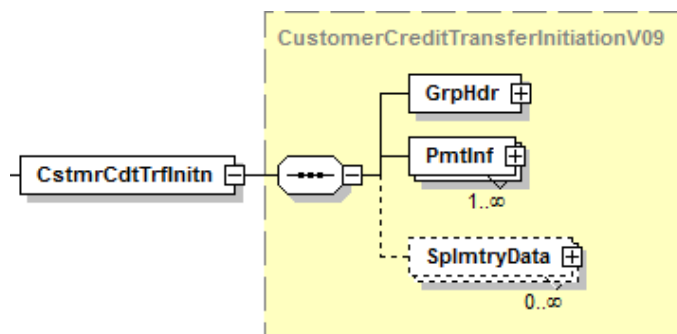 CustomerCreditTransferInitiationV09
GrpHdr
CstmrCdtTrfInitn
PmtInf
1..∞
SplmtryData
0..∞